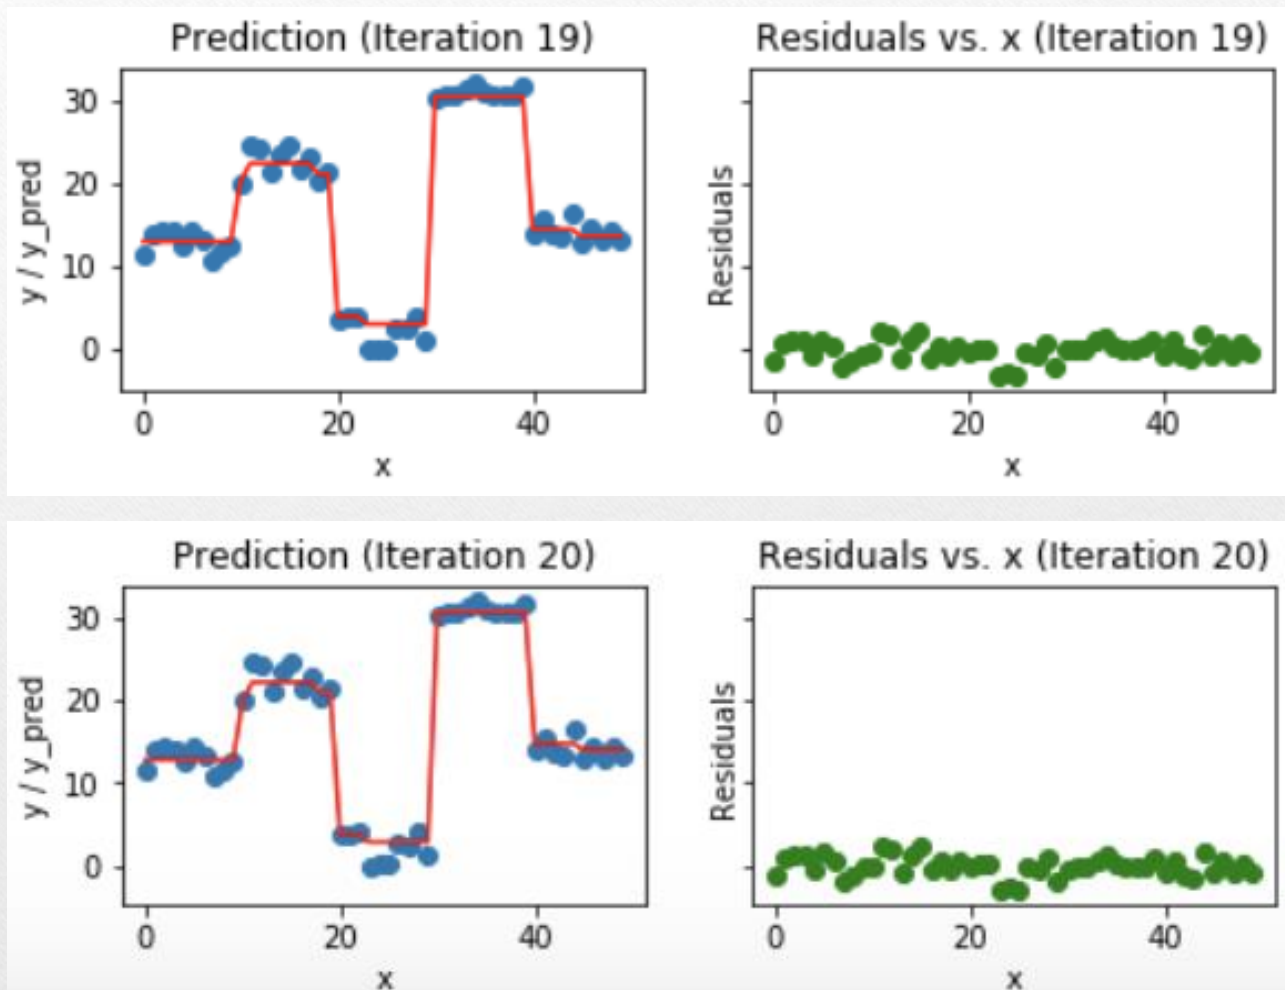 Prediction (Iteration 19)
Residuals vs. x (Iteration 19)
y / y_pred
30
20
10
0
0 20 40
x
Residuals
0 20 40
x
Prediction (Iteration 20)
Residuals vs. x (Iteration 20)
y / y_pred
30
20
10
0
0 20 40
x
Residuals
0 20 40
x